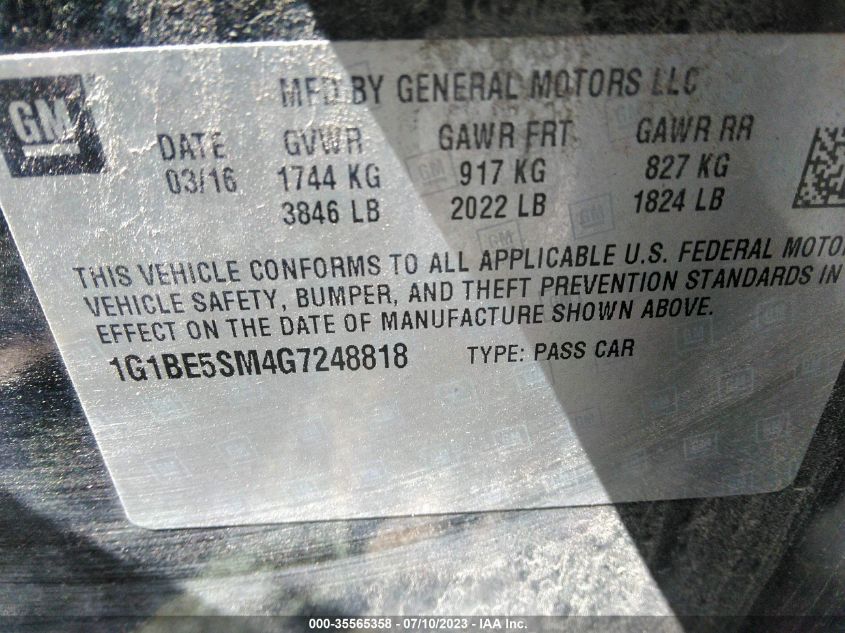 GM
MFD BY GENERAL MOTORS LLC
DATE GVWR GAWR FRT GAWR RR
03/16 1744 KG 917 KG 827 KG
3846 LB 2022 LB 1824 LB
THIS VEHICLE CONFORMS TO ALL APPLICABLE U.S. FEDERAL MOTOR
VEHICLE SAFETY, BUMPER, AND THEFT PREVENTION STANDARDS IN
EFFECT ON THE DATE OF MANUFACTURE SHOWN ABOVE.
1G1BE5SM4G7248818 TYPE: PASS CAR
000-35565358 - 07/10/2023 - IAA Inc.